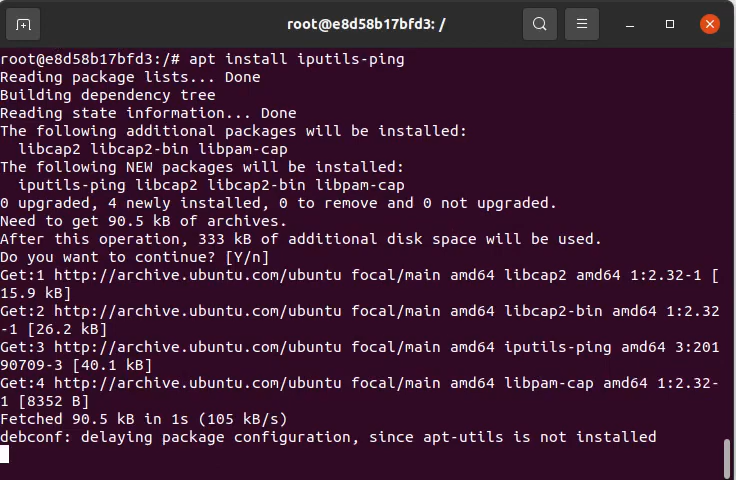 root@e8d58b17bfd3: /
root@e8d58b17bfd3:/# apt install iputils-ping
Reading package lists... Done
Building dependency tree
Reading state information... Done
The following additional packages will be installed:
  libcap2 libcap2-bin libpam-cap
The following NEW packages will be installed:
  iputils-ping libcap2 libcap2-bin libpam-cap
0 upgraded, 4 newly installed, 0 to remove and 0 not upgraded.
Need to get 90.5 kB of archives.
After this operation, 333 kB of additional disk space will be used.
Do you want to continue? [Y/n]
Get:1 http://archive.ubuntu.com/ubuntu focal/main amd64 libcap2 amd64 1:2.32-1 [
15.9 kB]
Get:2 http://archive.ubuntu.com/ubuntu focal/main amd64 libcap2-bin amd64 1:2.32
-1 [26.2 kB]
Get:3 http://archive.ubuntu.com/ubuntu focal/main amd64 iputils-ping amd64 3:201
90709-3 [40.1 kB]
Get:4 http://archive.ubuntu.com/ubuntu focal/main amd64 libpam-cap amd64 1:2.32-
1 [8352 B]
Fetched 90.5 kB in 1s (105 kB/s)
debconf: delaying package configuration, since apt-utils is not installed